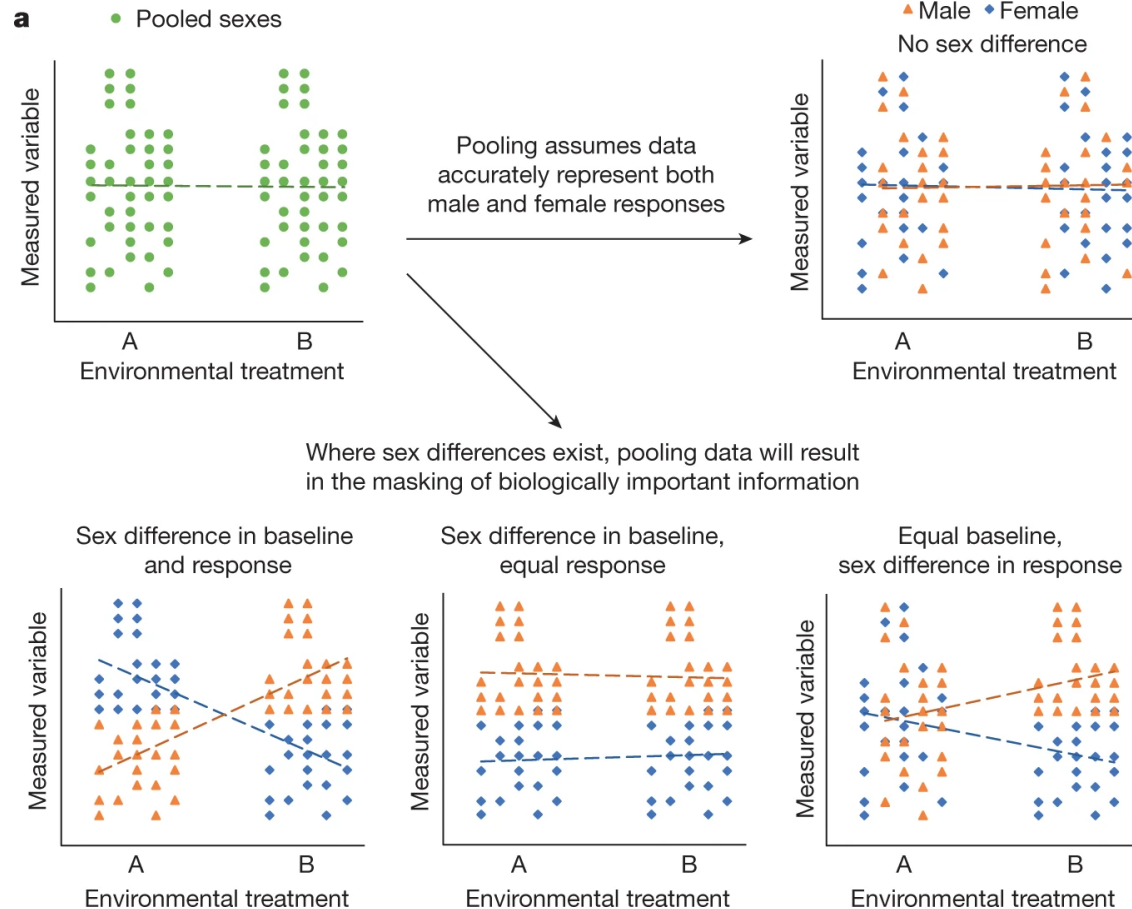 a
Pooled sexes
Male Female
No sex difference
Measured variable
A B
Environmental treatment
Pooling assumes data
accurately represent both
male and female responses
Measured variable
A B
Environmental treatment
Where sex differences exist, pooling data will result
in the masking of biologically important information
Sex difference in baseline
and response
Measured variable
A B
Environmental treatment
Sex difference in baseline,
equal response
Measured variable
A B
Environmental treatment
Equal baseline,
sex difference in response
Measured variable
A B
Environmental treatment